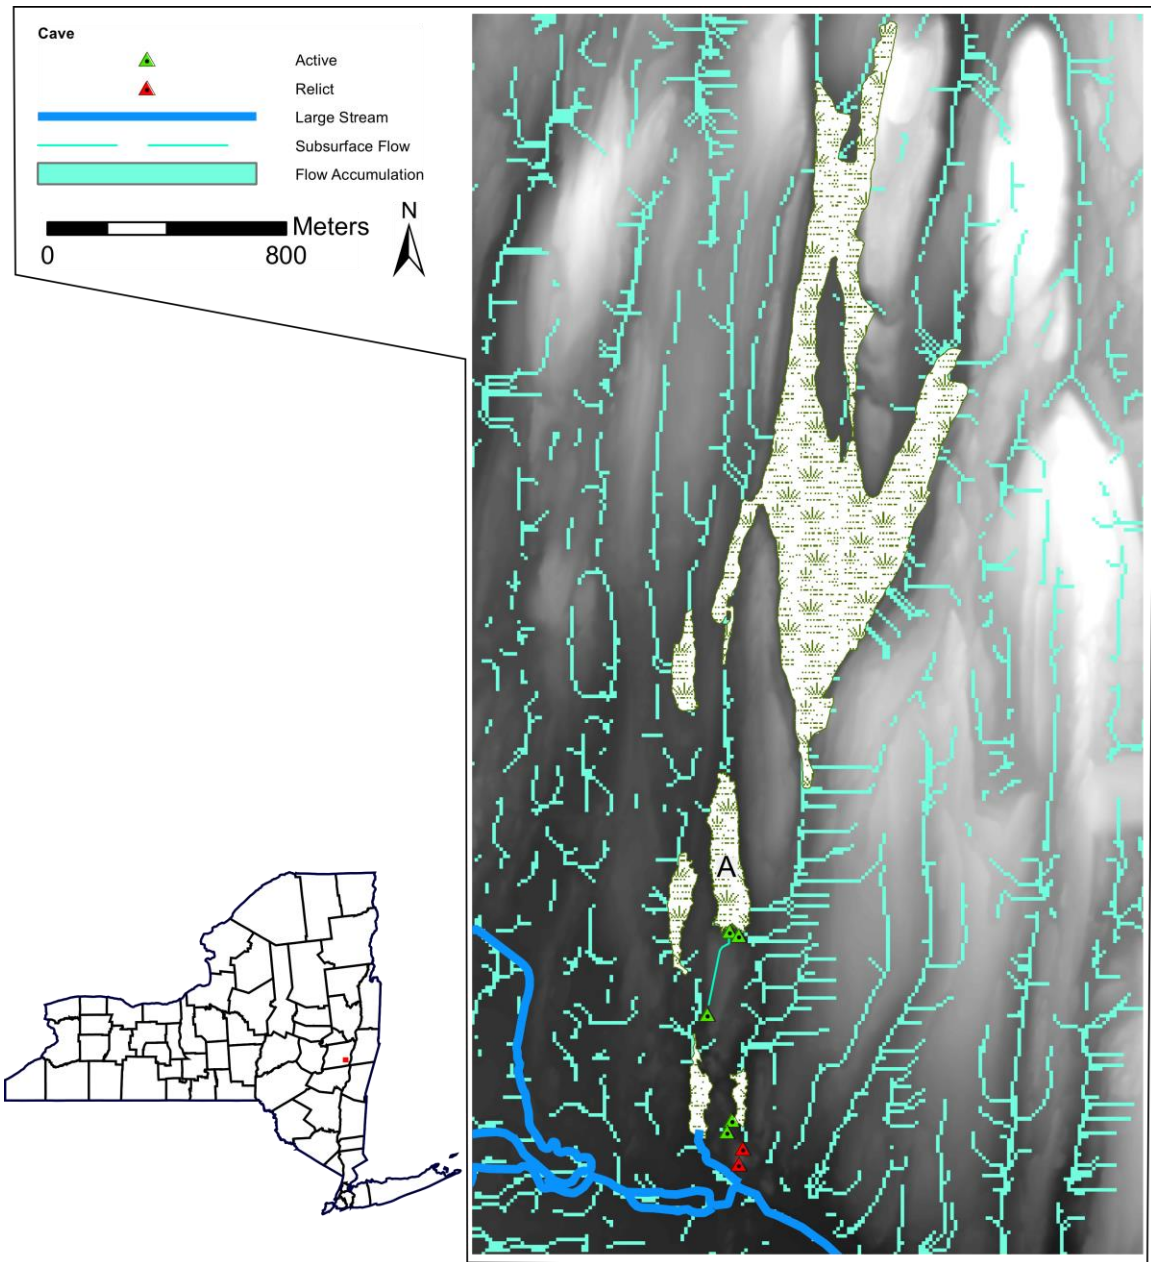 Cave
Active
Relict
Large Stream
Subsurface Flow
Flow Accumulation
N
Meters
0 800
A